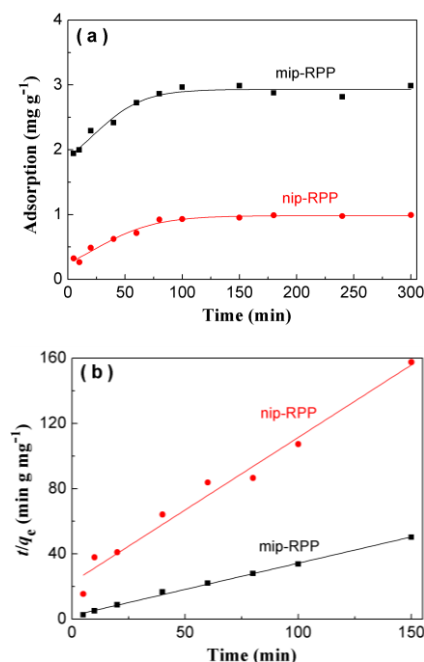 ( a )
4
3
2
1
0
mip-RPP
nip-RPP
Adsorption (mg g⁻¹)
0 50 100 150 200 250 300
Time (min)
( b )
160
120
80
40
0
nip-RPP
mip-RPP
t/qe (min g mg⁻¹)
0 50 100 150
Time (min)